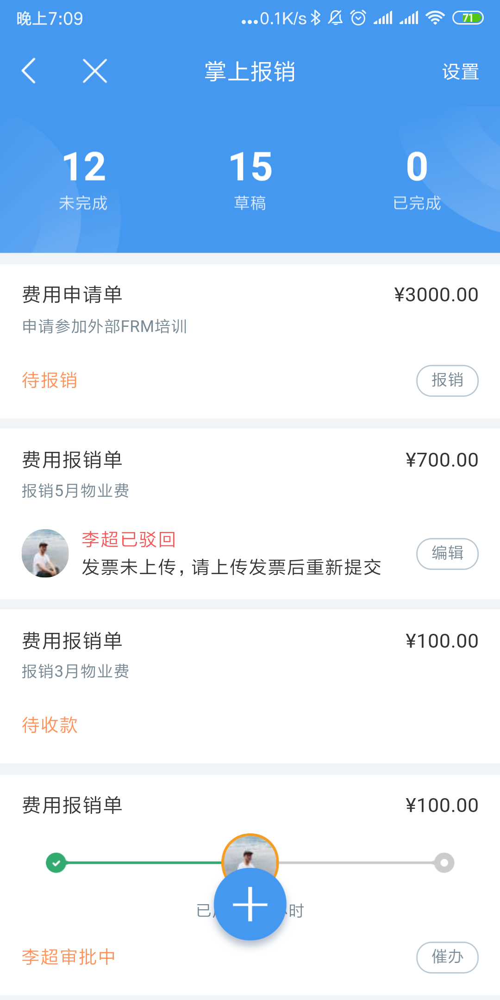 晚上7:09
...0.1K/s
71
掌上报销
设置
12
15
0
未完成
草稿
已完成
费用申请单
¥3000.00
申请参加外部FRM培训
待报销
报销
费用报销单
¥700.00
报销5月物业费
李超已驳回
发票未上传，请上传发票后重新提交
编辑
费用报销单
¥100.00
报销3月物业费
待收款
费用报销单
¥100.00
已
时
李超审批中
催办